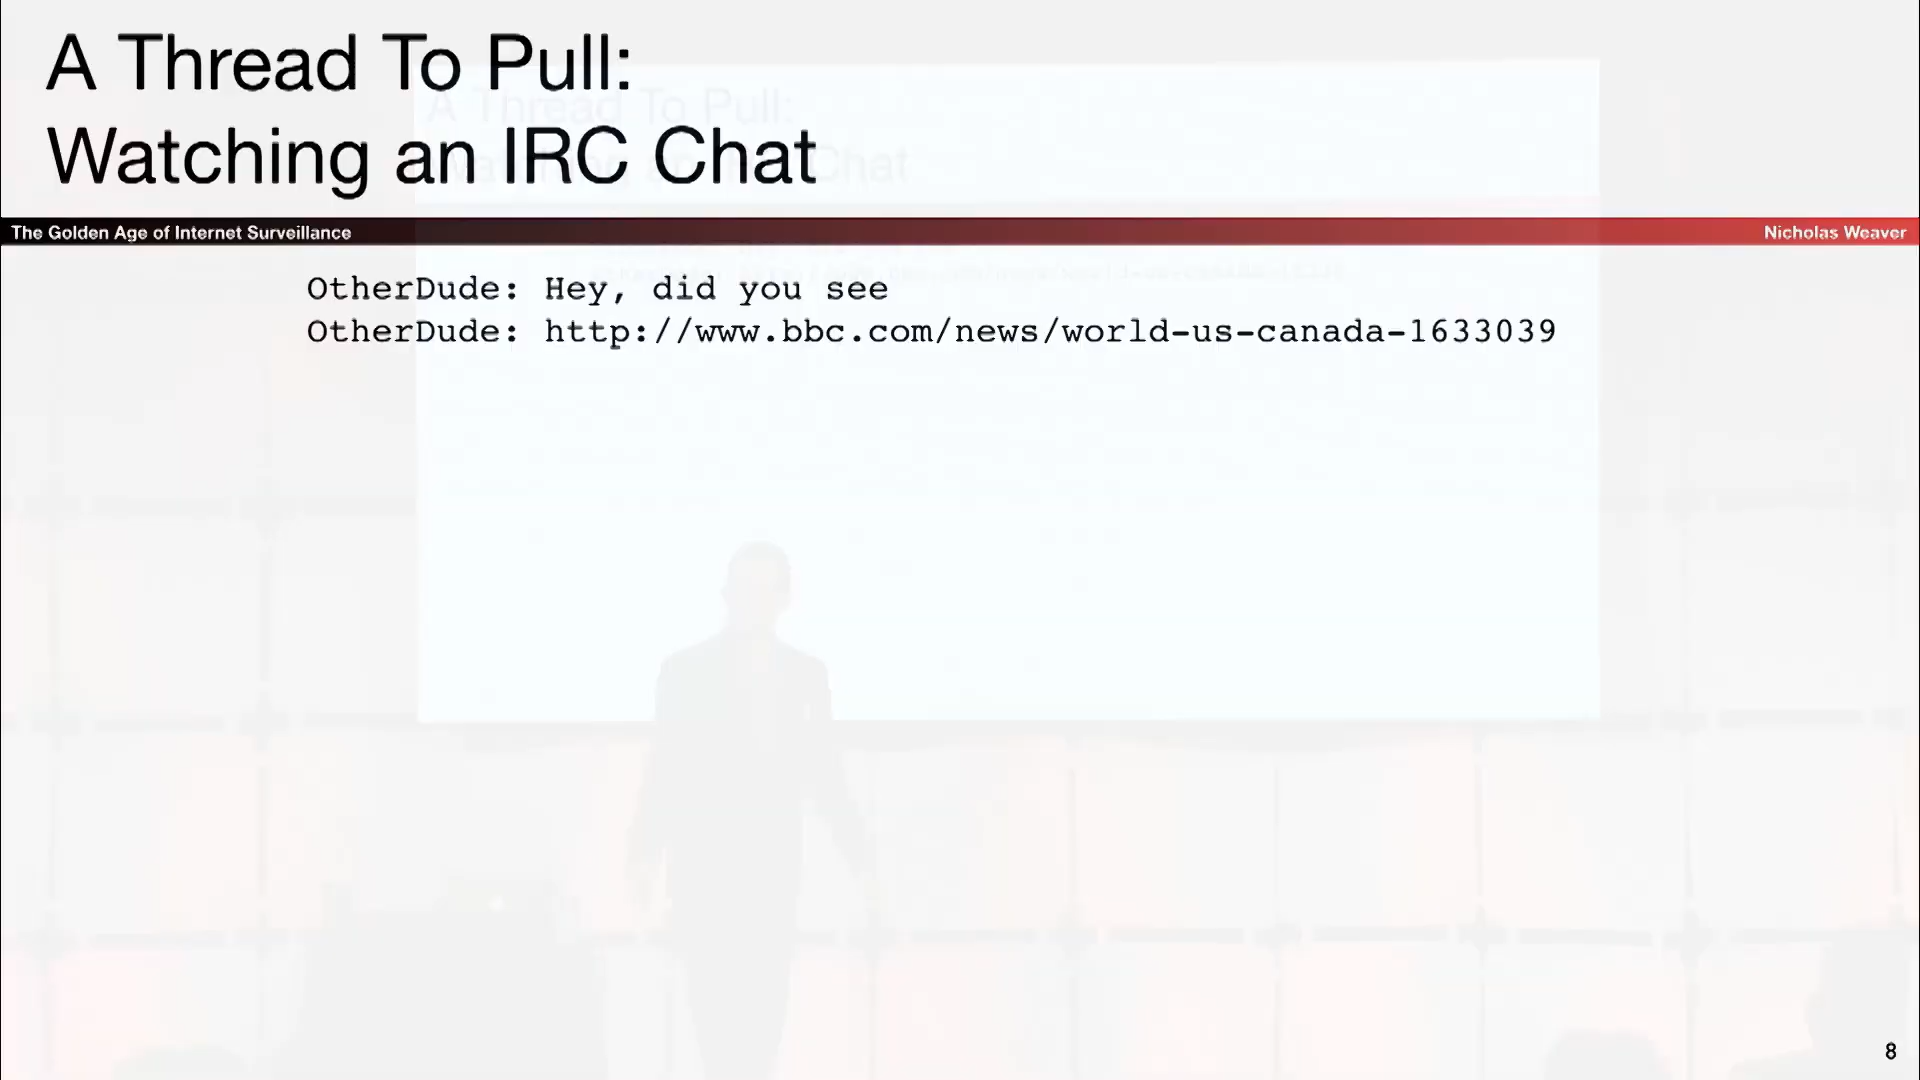 A Thread To Pull:
Watching an IRC Chat
The Golden Age of Internet Surveillance
Nicholas Weaver
OtherDude: Hey, did you see
OtherDude: http://www.bbc.com/news/world-us-canada-1633039
8